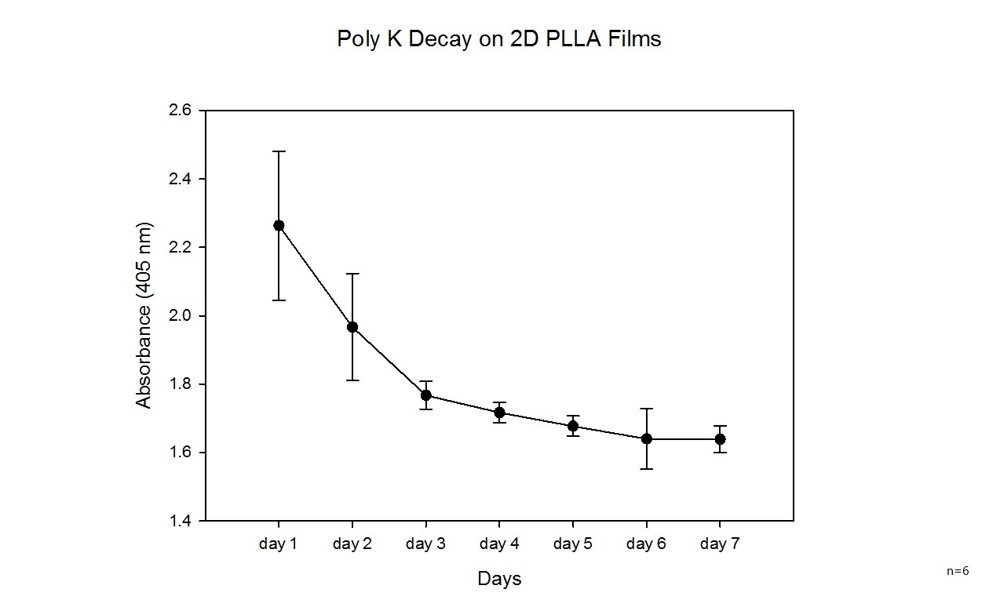 Poly K Decay on 2D PLLA Films
2.6
2.4
2.2
2.0
1.8
1.6
1.4
Absorbance (405 nm)
day 1 day 2 day 3 day 4 day 5 day 6 day 7
Days
n=6